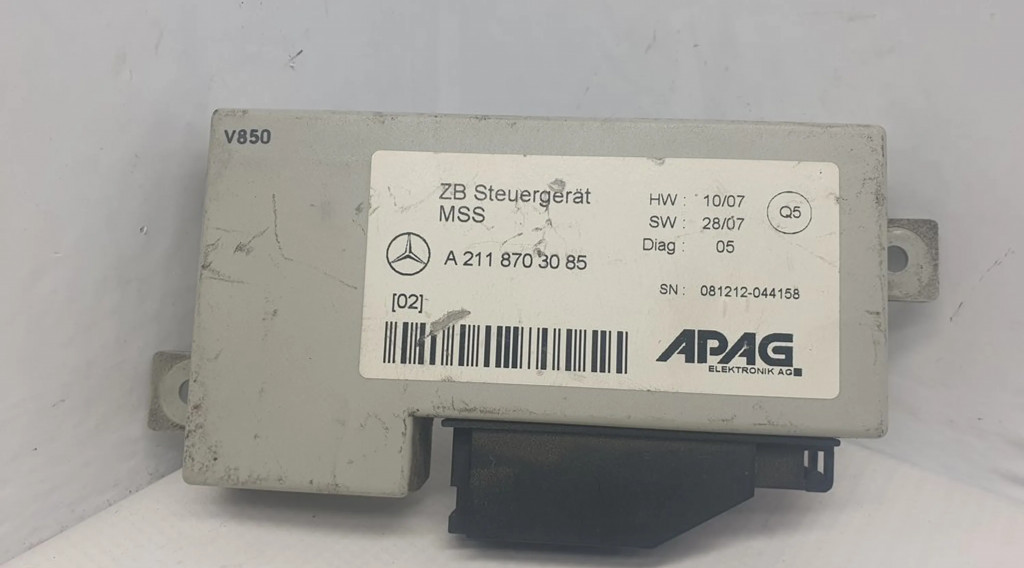 V850
ZB Steuergerät
MSS
A 211 870 30 85
[02]
HW : 10/07
SW : 28/07
Diag : 05
Q5
SN : 081212-044158
APAG
ELEKTRONIK AG